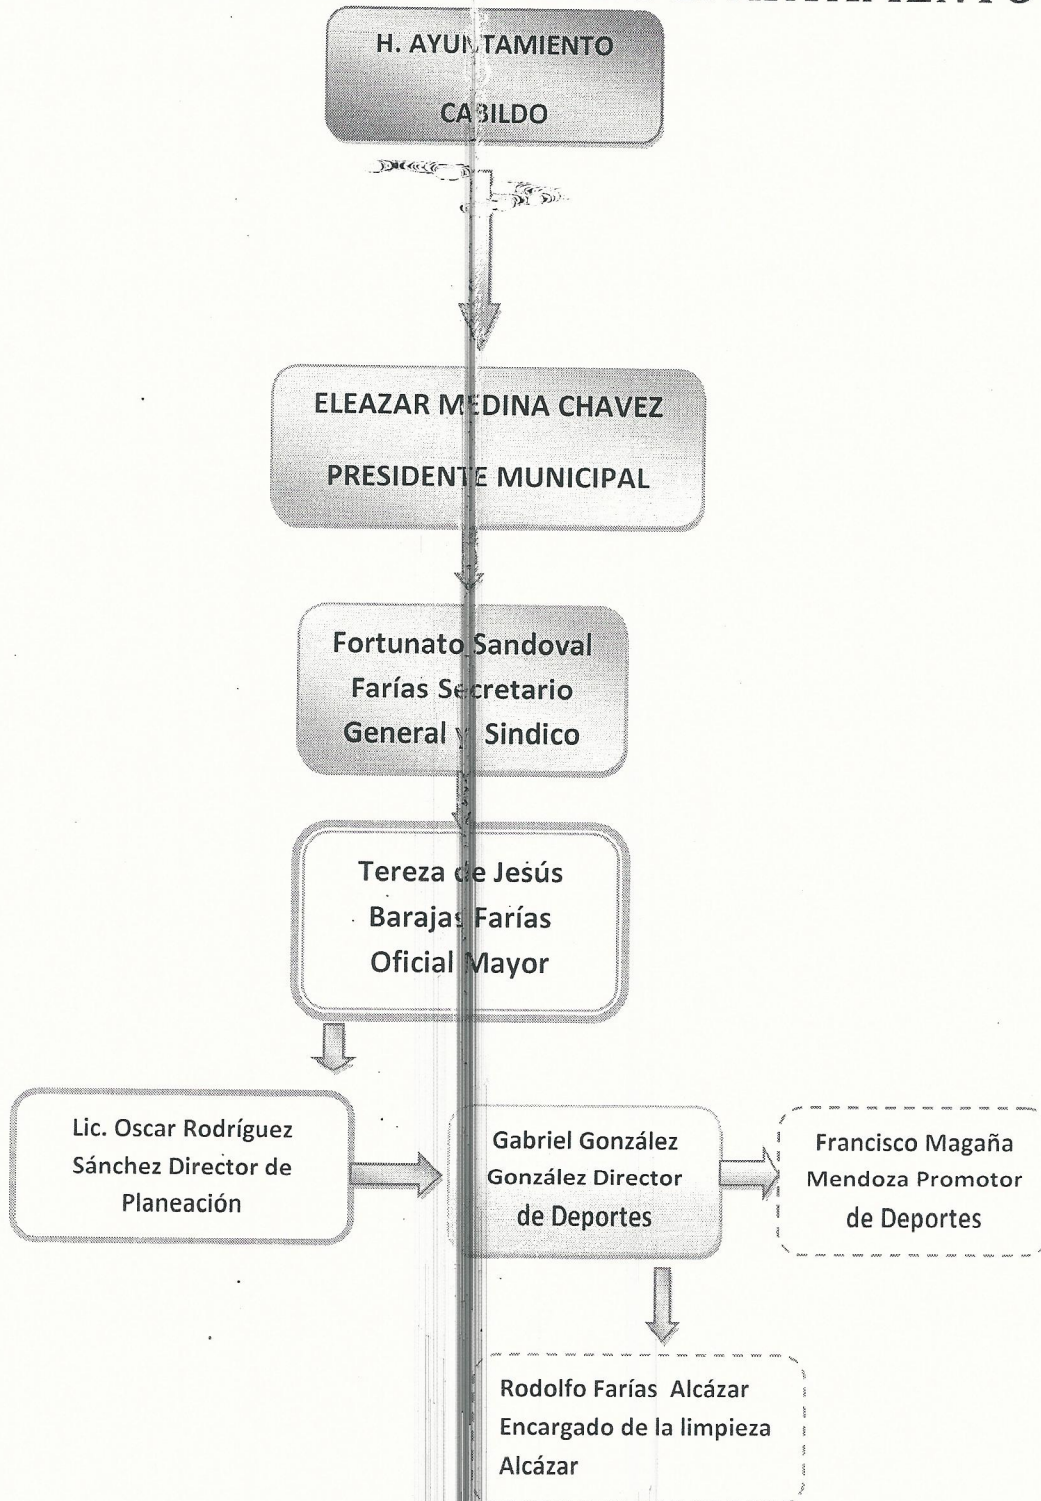 H. AYUNTAMIENTO
CABILDO
ELEAZAR MEDINA CHAVEZ
PRESIDENTE MUNICIPAL
Fortunato Sandoval
Farías Secretario
General y Sindico
Tereza de Jesús
Barajas Farías
Oficial Mayor
Lic. Oscar Rodríguez
Sánchez Director de
Planeación
Gabriel González
González Director
de Deportes
Francisco Magaña
Mendoza Promotor
de Deportes
Rodolfo Farías Alcázar
Encargado de la limpieza
Alcázar